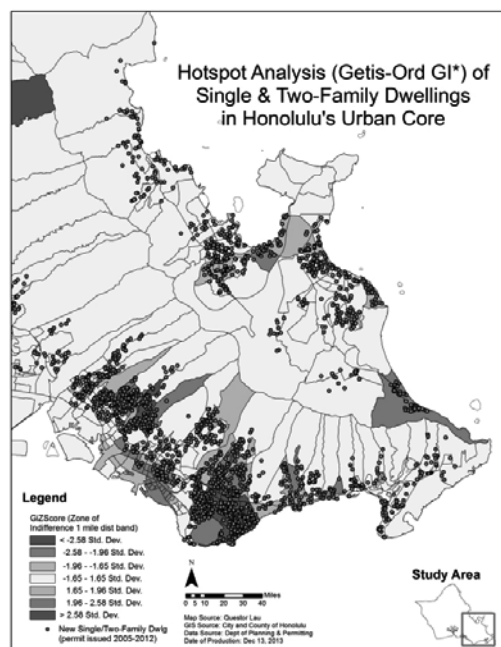 Hotspot Analysis (Getis-Ord GI*) of
Single & Two-Family Dwellings
in Honolulu's Urban Core
Legend
GiZScore (Zone of
Indifference 1 mile dist band)
< -2.58 Std. Dev.
-2.58 - -1.96 Std. Dev.
-1.96 - -1.65 Std. Dev.
-1.65 - 1.65 Std. Dev.
1.65 - 1.96 Std. Dev.
1.96 - 2.58 Std. Dev.
> 2.58 Std. Dev.
New Single/Two-Family Dwlg
(permit issued 2005-2012)
N
0 5 10 20 30 40
Miles
Map Source: Questor Lau
GIS Source: City and County of Honolulu
Data Source: Dept of Planning & Permitting
Date of Production: Dec 13, 2013
Study Area